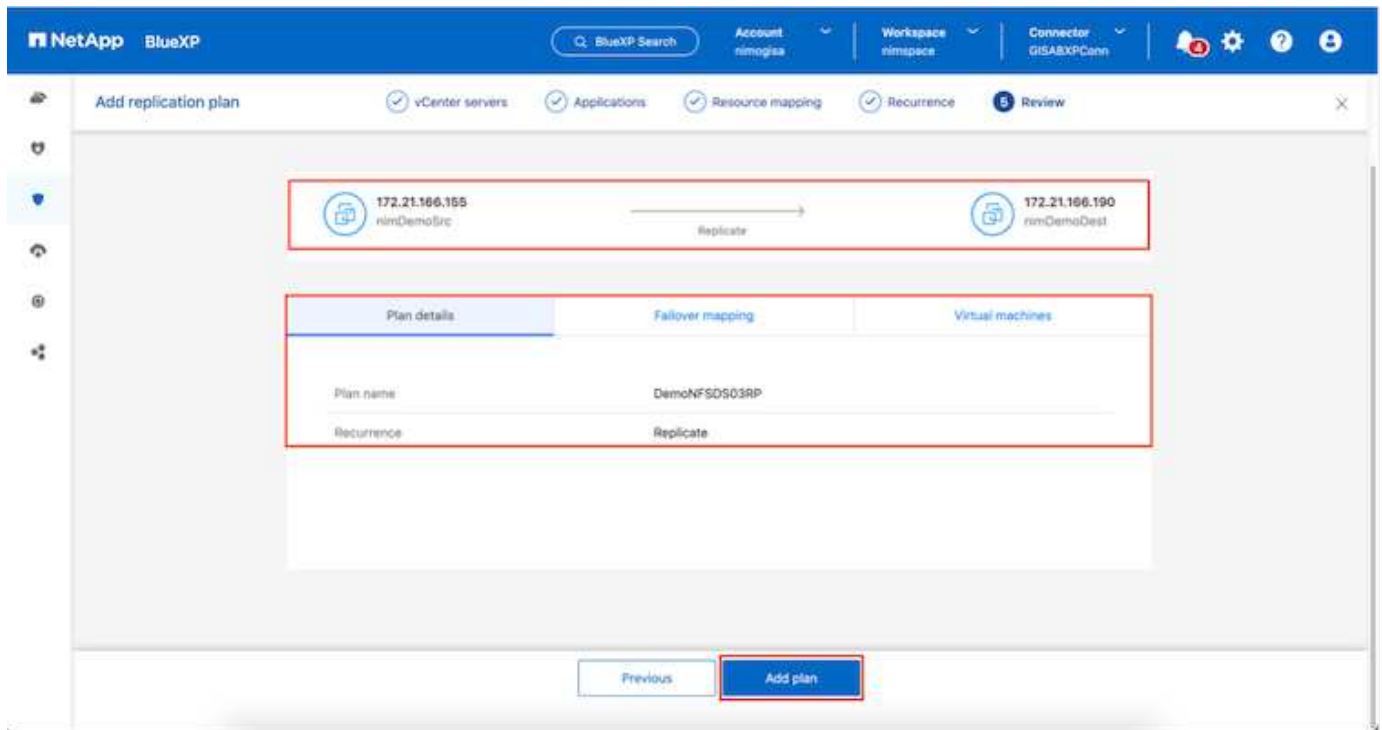 NetApp BlueXP
BlueXP Search
Account
nimogisa
Workspace
nimspace
Connector
GISABXPConn
4
Add replication plan
vCenter servers
Applications
Resource mapping
Recurrence
5 Review
172.21.166.155
nimDemoSrc
Replicate
172.21.166.190
nimDemoDest
Plan details
Failover mapping
Virtual machines
Plan name
DemoNFSDS03RP
Recurrence
Replicate
Previous
Add plan